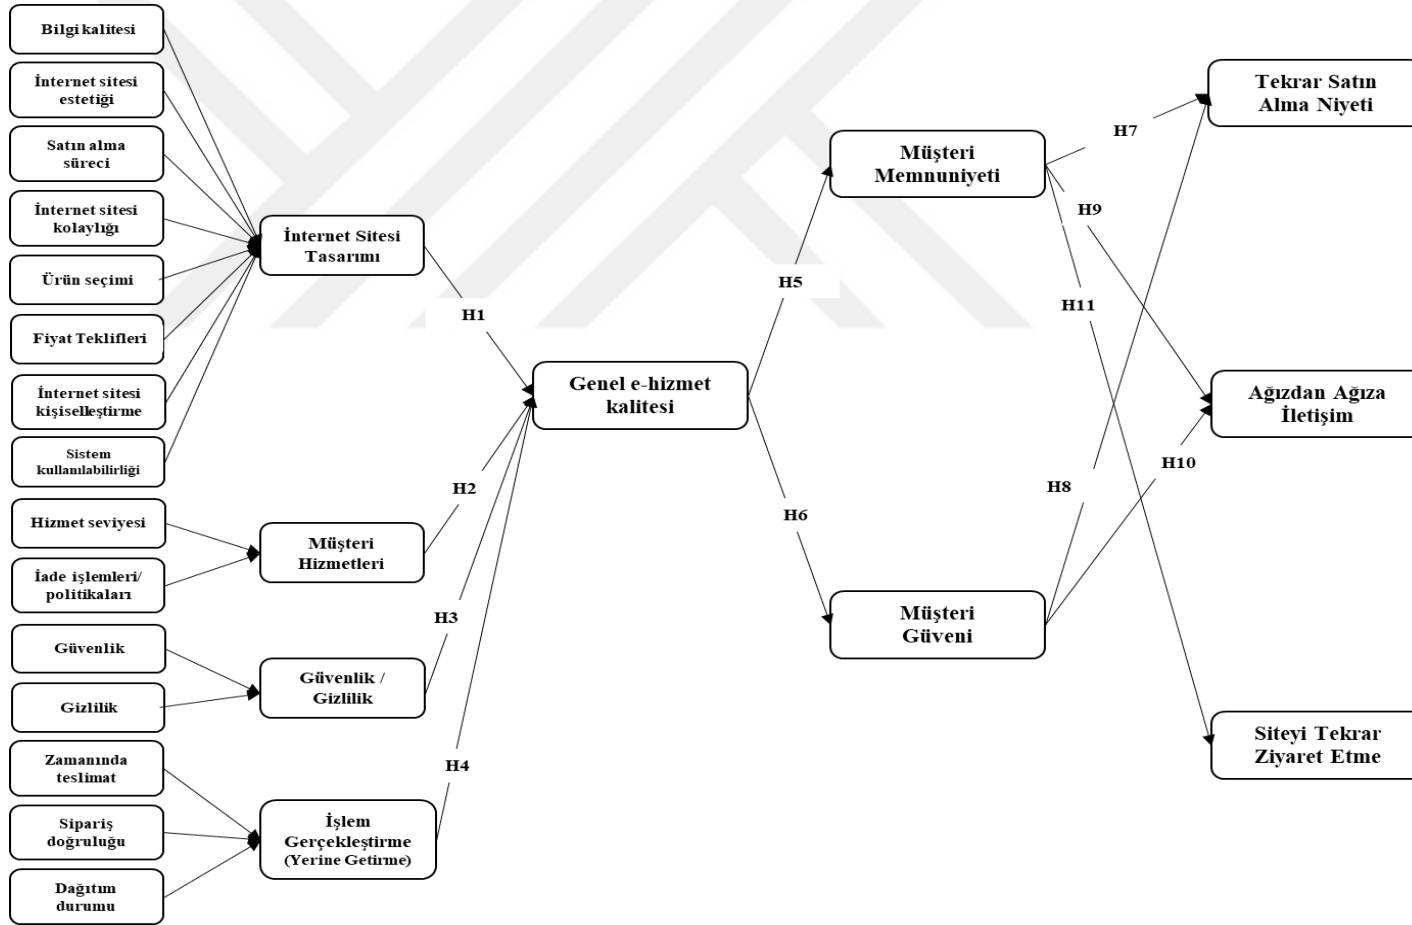 Bilgi kalitesi
İnternet sitesi
estetiği
Satın alma
süreci
İnternet sitesi
kolaylığı
Ürün seçimi
Fiyat Teklifleri
İnternet sitesi
kişiselleştirme
Sistem
kullanılabilirliği
Hizmet seviyesi
İade işlemleri/
politikaları
Güvenlik
Gizlilik
Zamanında
teslimat
Sipariş
doğruluğu
Dağıtım
durumu
İnternet Sitesi
Tasarımı
Müşteri
Hizmetleri
Güvenlik /
Gizlilik
İşlem
Gerçekleştirme
(Yerine Getirme)
H1
H2
H3
H4
Genel e-hizmet
kalitesi
H5
H6
Müşteri
Memnuniyeti
Müşteri
Güveni
H7
H9
H11
H8
H10
Tekrar Satın
Alma Niyeti
Ağızdan Ağıza
İletişim
Siteyi Tekrar
Ziyaret Etme